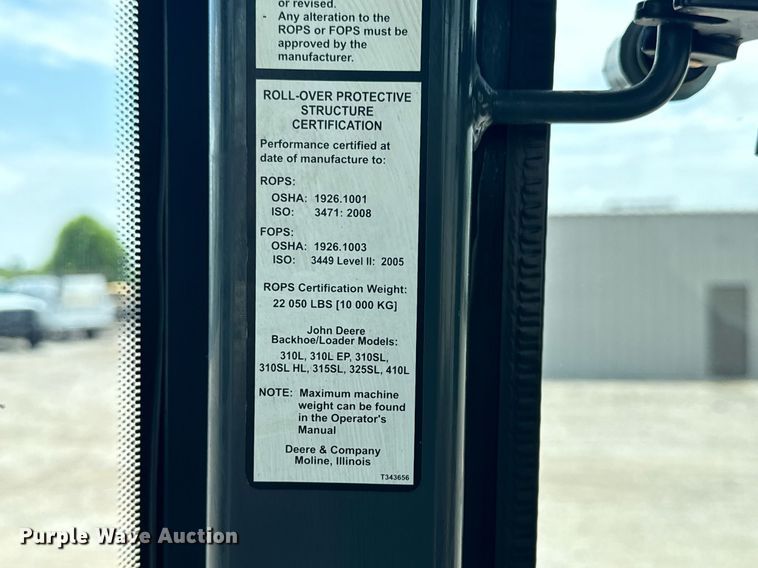 or revised.
- Any alteration to the
ROPS or FOPS must be
approved by the
manufacturer.
ROLL-OVER PROTECTIVE
STRUCTURE
CERTIFICATION
Performance certified at
date of manufacture to:
ROPS:
OSHA: 1926.1001
ISO: 3471: 2008
FOPS:
OSHA: 1926.1003
ISO: 3449 Level II: 2005
ROPS Certification Weight:
22 050 LBS [10 000 KG]
John Deere
Backhoe/Loader Models:
310L, 310L EP, 310SL,
310SL HL, 315SL, 325SL, 410L
NOTE: Maximum machine
weight can be found
in the Operator's
Manual
Deere & Company
Moline, Illinois
T343656
Purple Wave Auction